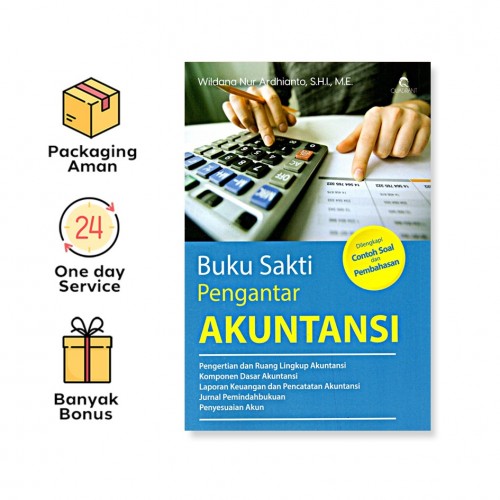 Packaging
Aman
24
One day
Service
Banyak
Bonus
Wildana Nur Ardhianto, S.H.I., M.E.
QUADRANT
Dilengkapi
Contoh Soal
dan
Pembahasan
Buku Sakti
Pengantar
AKUNTANSI
Pengertian dan Ruang Lingkup Akuntansi
Komponen Dasar Akuntansi
Laporan Keuangan dan Pencatatan Akuntansi
Jurnal Pemindahbukuan
Penyesuaian Akun